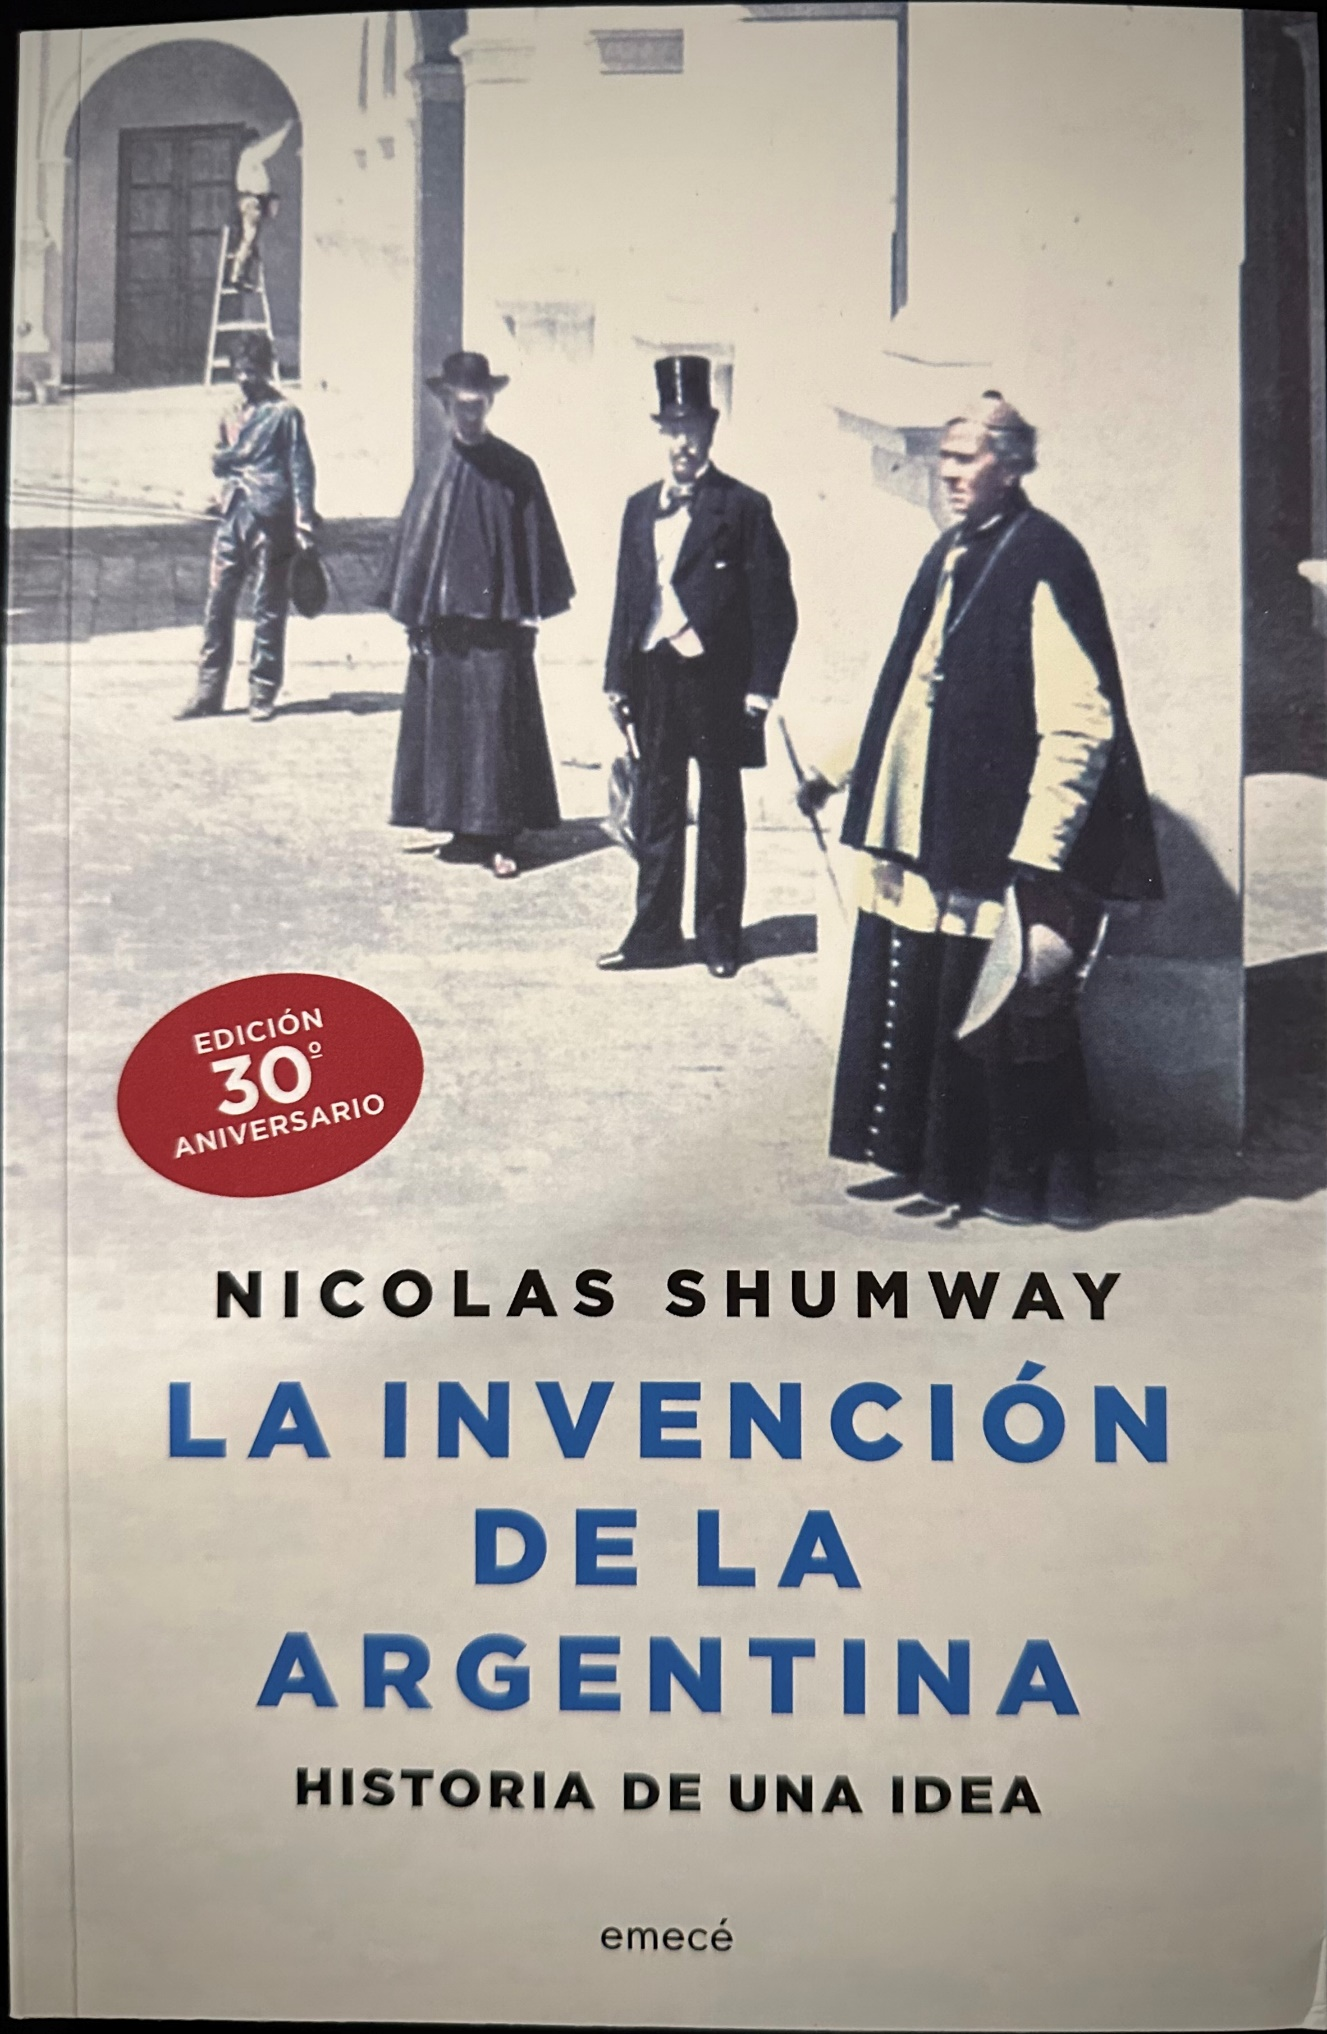 EDICIÓN
30º
ANIVERSARIO
NICOLAS SHUMWAY
LA INVENCIÓN
DE LA
ARGENTINA
HISTORIA DE UNA IDEA
emecé